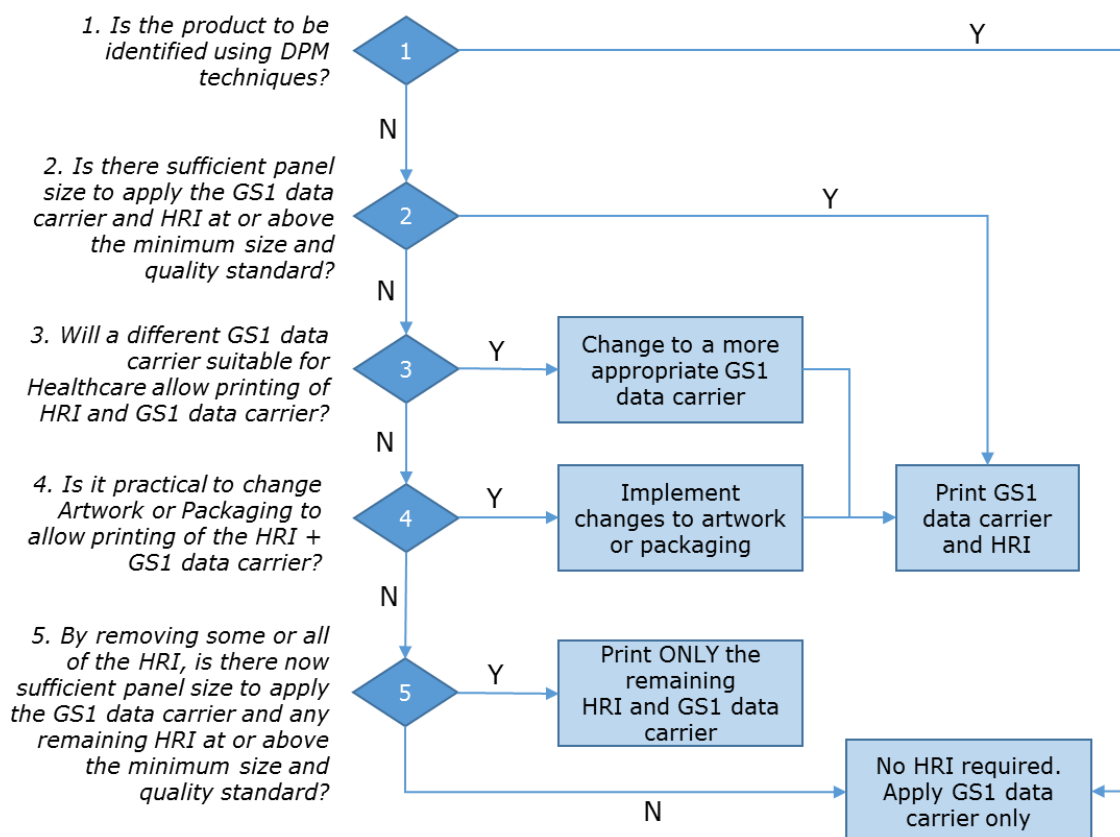 1. Is the product to be
identified using DPM
techniques?
1
Y
N
2. Is there sufficient panel
size to apply the GS1 data
carrier and HRI at or above
the minimum size and
quality standard?
2
Y
N
3. Will a different GS1 data
carrier suitable for
Healthcare allow printing of
HRI and GS1 data carrier?
3
Y
Change to a more
appropriate GS1
data carrier
N
4. Is it practical to change
Artwork or Packaging to
allow printing of the HRI +
GS1 data carrier?
4
Y
Implement
changes to artwork
or packaging
Print GS1
data carrier
and HRI
N
5. By removing some or all
of the HRI, is there now
sufficient panel size to apply
the GS1 data carrier and any
remaining HRI at or above
the minimum size and
quality standard?
5
Y
Print ONLY the
remaining
HRI and GS1 data
carrier
N
No HRI required.
Apply GS1 data
carrier only